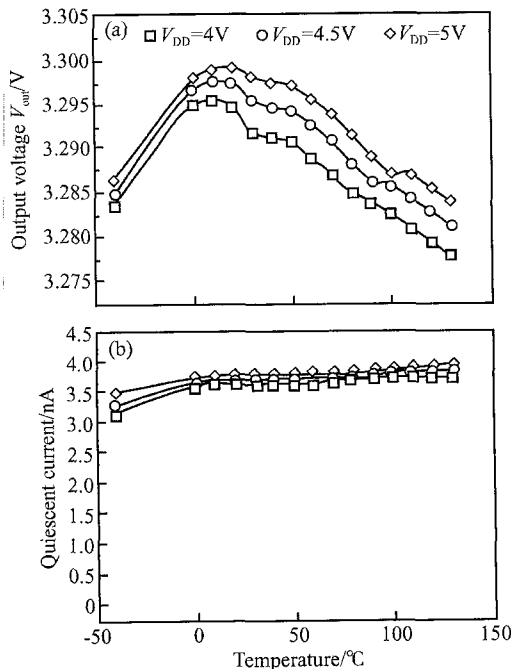 3.305
(a) □ V_DD=4V ○ V_DD=4.5V ◇ V_DD=5V
3.300
3.295
3.290
3.285
3.280
3.275
Output voltage V_out/V
4.5
(b)
4.0
3.5
3.0
2.5
2.0
1.5
1.0
0.5
0
Quiescent current/nA
-50 0 50 100 150
Temperature/℃